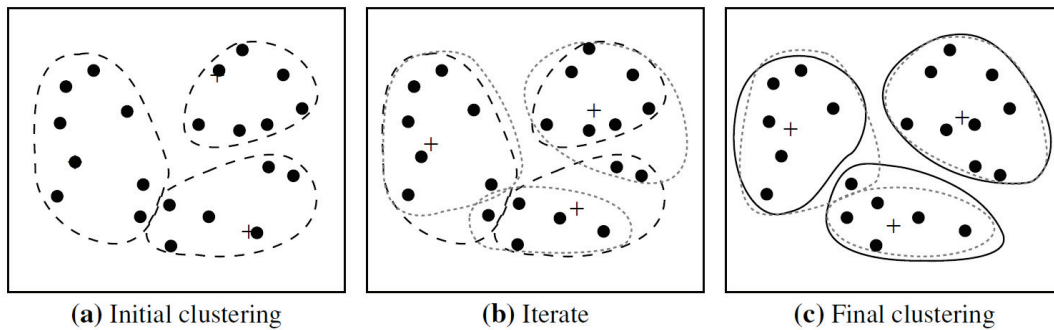 (a) Initial clustering
(b) Iterate
(c) Final clustering